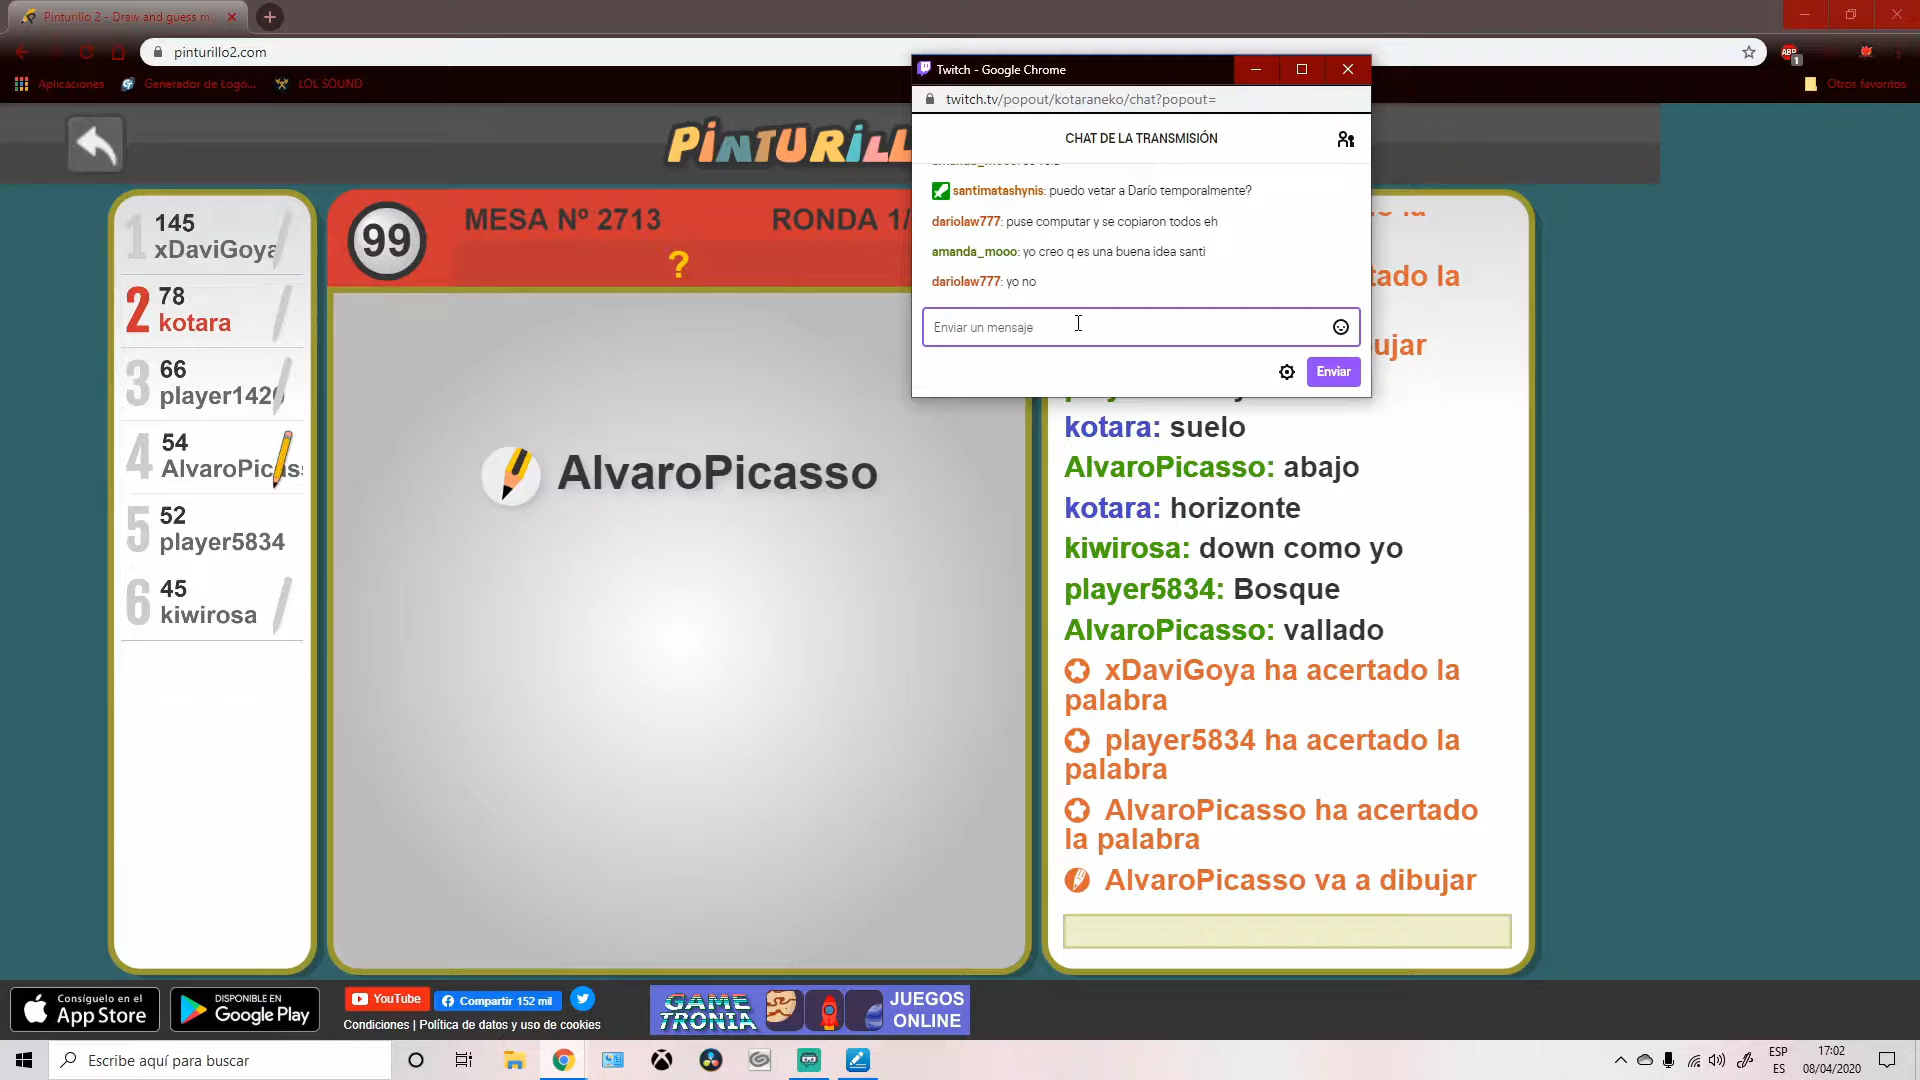 Pinturillo 2 - Draw and guess m
pinturillo2.com
Aplicaciones
Generador de Logo...
LOL SOUND
ABP
1
Otros favoritos
Twitch - Google Chrome
twitch.tv/popout/kotaraneko/chat?popout=
CHAT DE LA TRANSMISIÓN
santimatashynis: puedo vetar a Darío temporalmente?
dariolaw777: puse computar y se copiaron todos eh
amanda_mooo: yo creo q es una buena idea santi
dariolaw777: yo no
Enviar un mensaje
Enviar
PINTURILL
1
145
xDaviGoya
2
78
kotara
3
66
player1420
4
54
AlvaroPicass
5
52
player5834
6
45
kiwirosa
99
MESA Nº 2713
RONDA 1/
?
AlvaroPicasso
tado la
ujar
kotara: suelo
AlvaroPicasso: abajo
kotara: horizonte
kiwirosa: down como yo
player5834: Bosque
AlvaroPicasso: vallado
xDaviGoya ha acertado la
palabra
player5834 ha acertado la
palabra
AlvaroPicasso ha acertado
la palabra
AlvaroPicasso va a dibujar
Consíguelo en el
App Store
DISPONIBLE EN
Google Play
YouTube
Compartir 152 mil
Condiciones | Política de datos y uso de cookies
GAME
TRONIA
JUEGOS
ONLINE
Escribe aquí para buscar
ESP
ES
17:02
08/04/2020